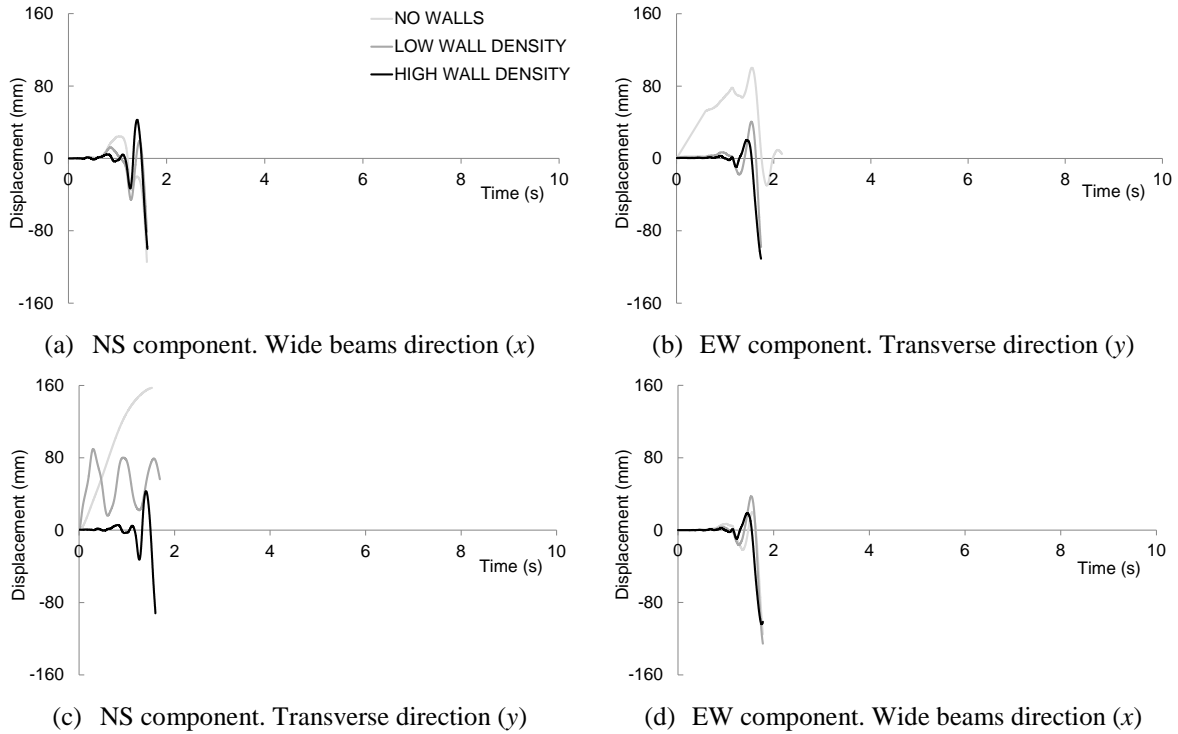 160
80
0
-80
-160
Displacement (mm)
0 2 4 6 8 10
Time (s)
NO WALLS
LOW WALL DENSITY
HIGH WALL DENSITY
(a) NS component. Wide beams direction (x)
160
80
0
-80
-160
Displacement (mm)
0 2 4 6 8 10
Time (s)
(b) EW component. Transverse direction (y)
160
80
0
-80
-160
Displacement (mm)
0 2 4 6 8 10
Time (s)
(c) NS component. Transverse direction (y)
160
80
0
-80
-160
Displacement (mm)
0 2 4 6 8 10
Time (s)
(d) EW component. Wide beams direction (x)